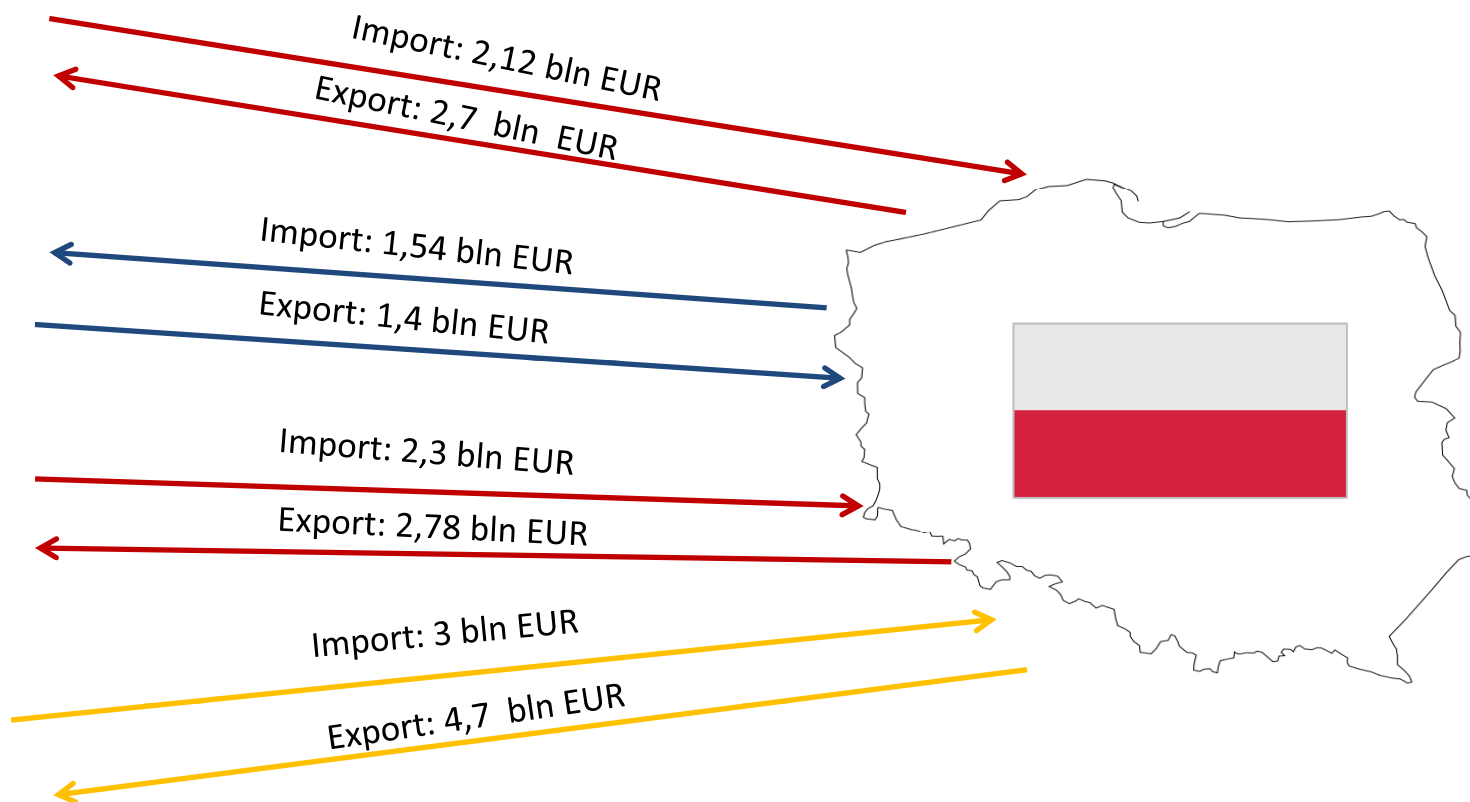 Import: 2,12 bln EUR
Export: 2,7 bln EUR
Import: 1,54 bln EUR
Export: 1,4 bln EUR
Import: 2,3 bln EUR
Export: 2,78 bln EUR
Import: 3 bln EUR
Export: 4,7 bln EUR